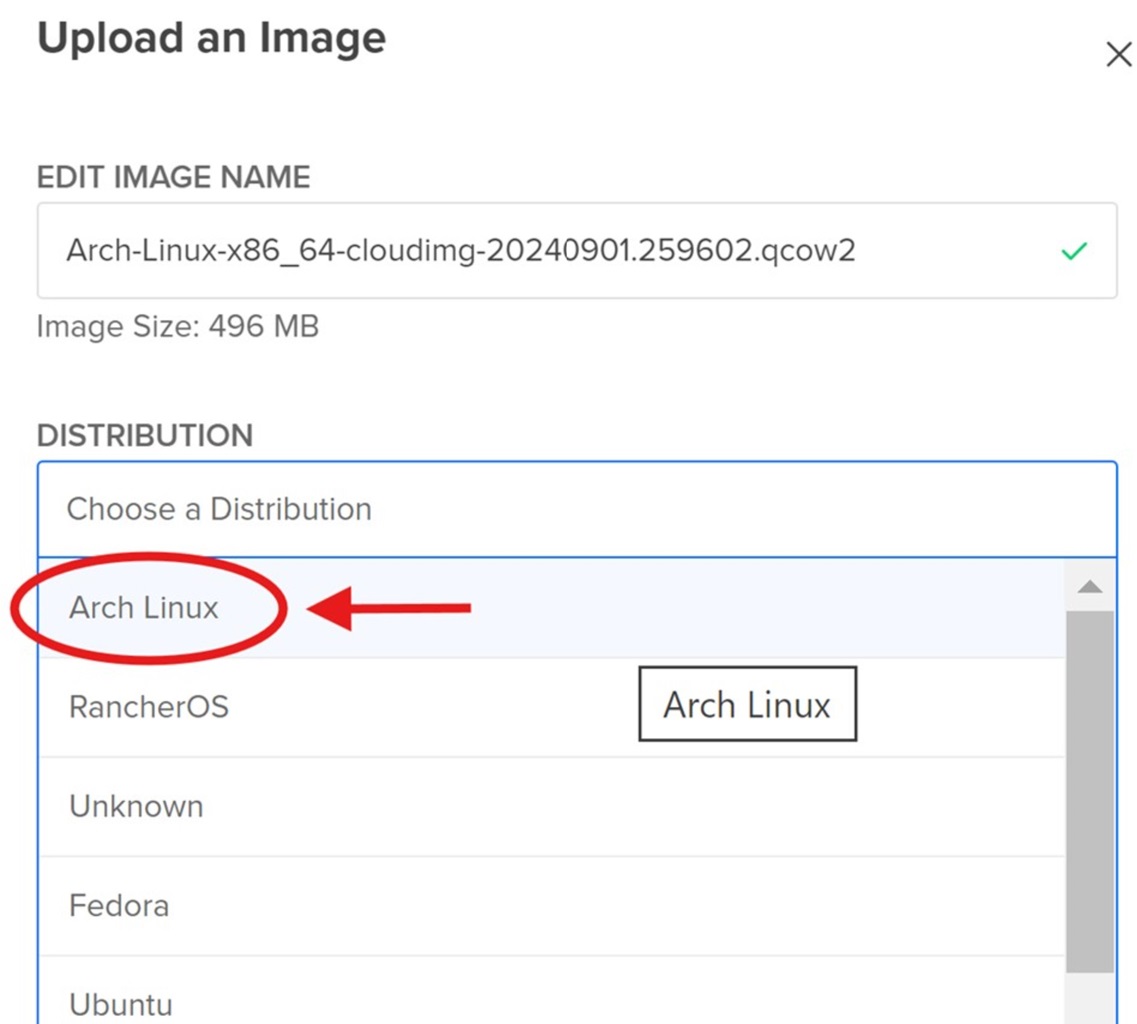 Upload an Image
EDIT IMAGE NAME
Arch-Linux-x86_64-cloudimg-20240901.259602.qcow2
Image Size: 496 MB
DISTRIBUTION
Choose a Distribution
Arch Linux
RancherOS
Arch Linux
Unknown
Fedora
Ubuntu